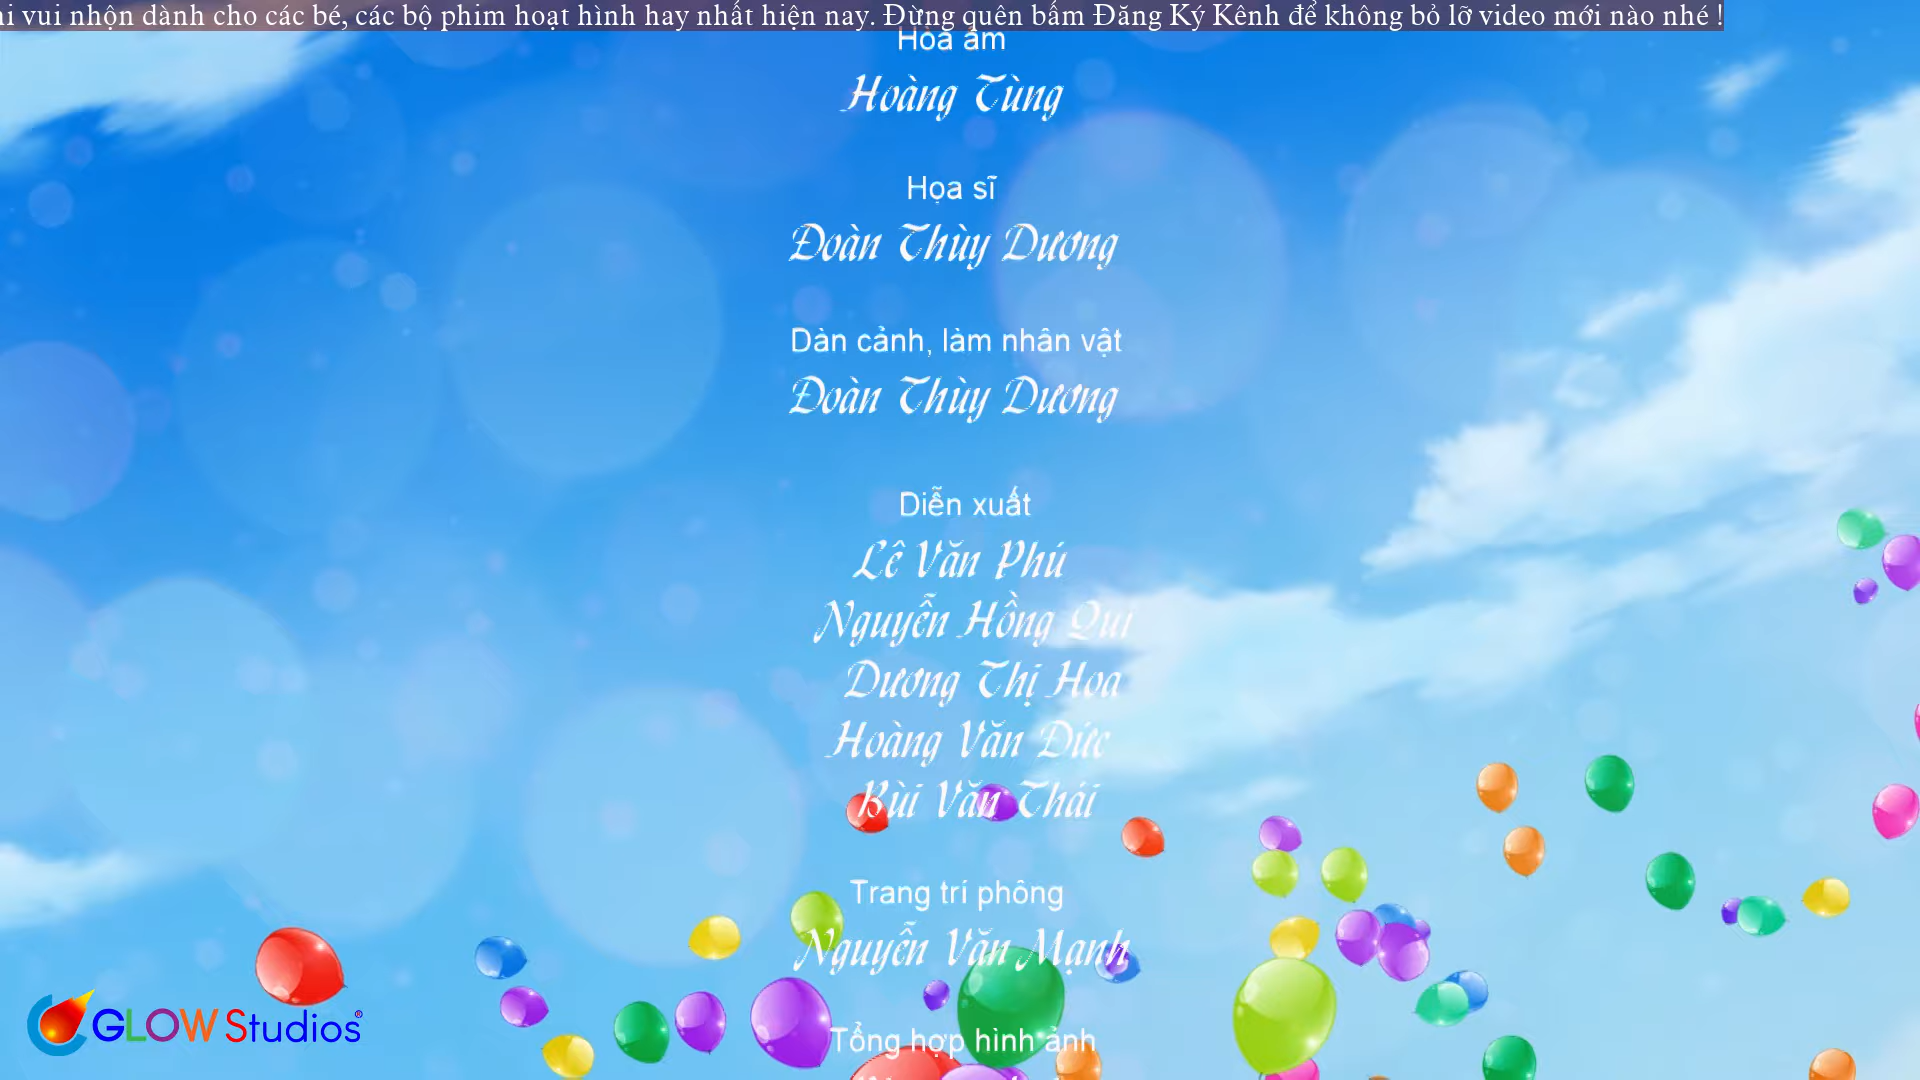 vui nhộn dành cho các bé, các bộ phim hoạt hình hay nhất hiện nay. Đừng quên bấm Đăng Ký Kênh để không bỏ lỡ video mới nào nhé !
Hòa âm
Hoàng Tùng
Họa sĩ
Đoàn Thùy Dương
Dàn cảnh, làm nhân vật
Đoàn Thùy Dương
Diễn xuất
Lê Văn Phú
Nguyễn Hồng Qui
Dương Thị Hoa
Hoàng Văn Đức
Bùi Văn Thái
Trang trí phông
Nguyễn Văn Mạnh
Tổng hợp hình ảnh
GLOW Studios®